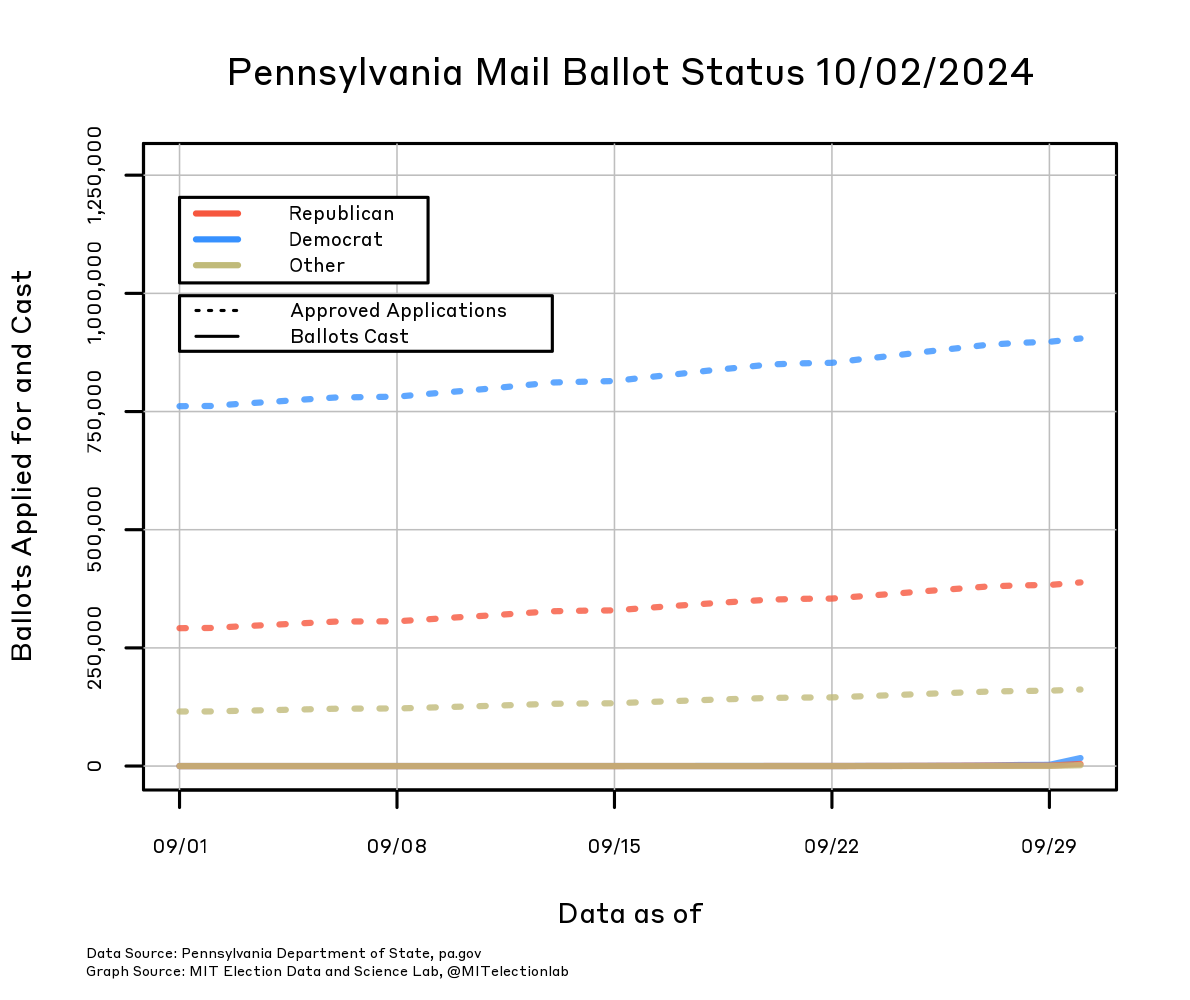 Pennsylvania Mail Ballot Status 10/02/2024
Ballots Applied for and Cast
1,250,000
1,000,000
750,000
500,000
250,000
0
Republican
Democrat
Other
Approved Applications
Ballots Cast
09/01
09/08
09/15
09/22
09/29
Data as of
Data Source: Pennsylvania Department of State, pa.gov
Graph Source: MIT Election Data and Science Lab, @MITelectionlab